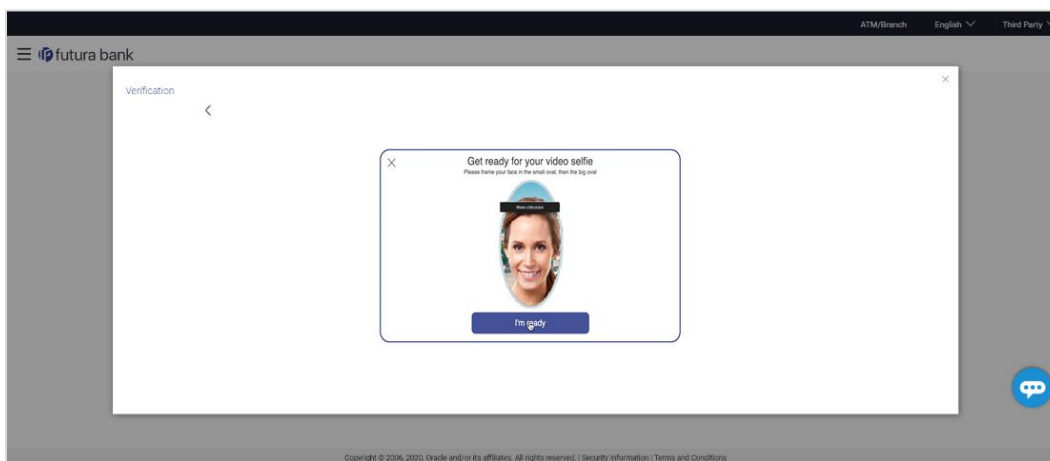 ATM/Branch English Third Party
futura bank
Verification
Get ready for your video selfie
Please frame your face in the small oval, then the big oval
I'm ready
Copyright © 2006, 2020, Oracle and/or its affiliates. All rights reserved. | Security Information | Terms and Conditions